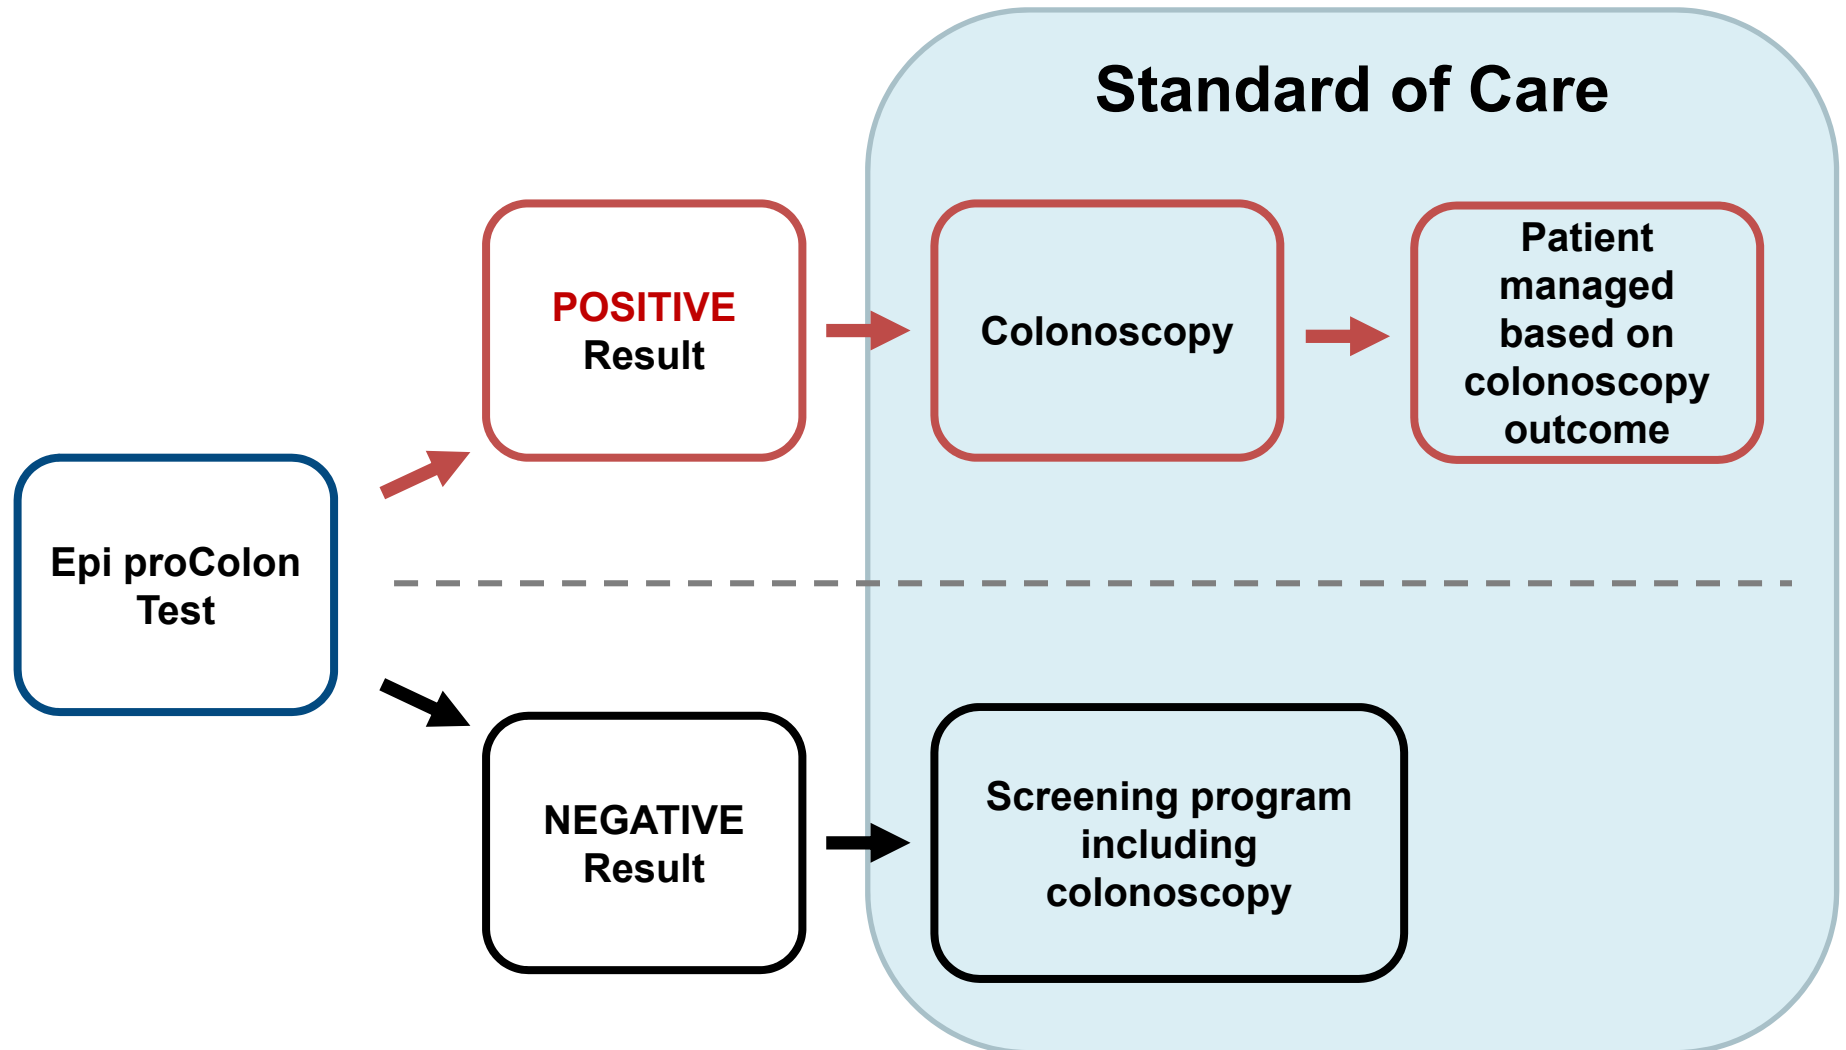 Standard of Care
POSITIVE
Result
Colonoscopy
Patient
managed
based on
colonoscopy
outcome
Epi proColon
Test
NEGATIVE
Result
Screening program
including
colonoscopy